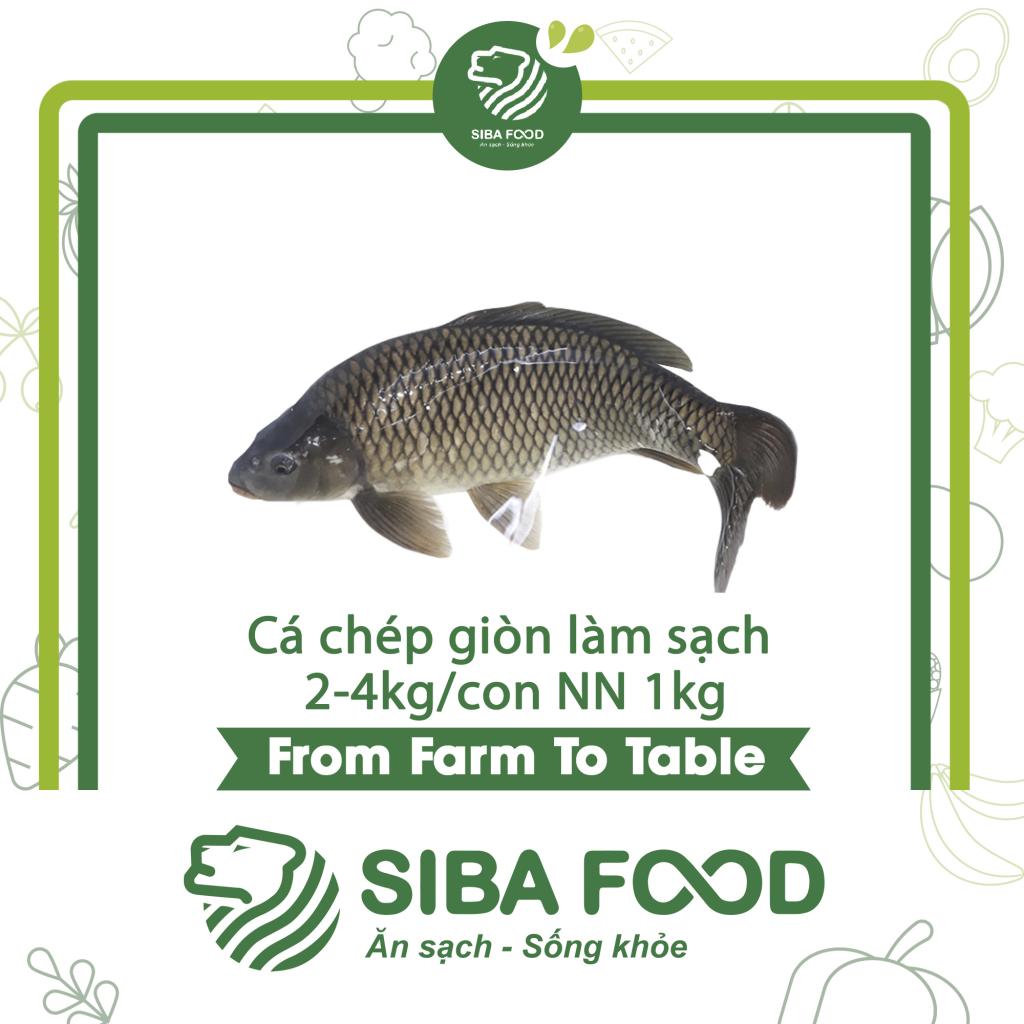 SIBA FOOD
Ăn sạch - Sống khỏe
Cá chép giòn làm sạch
2-4kg/con NN 1kg
From Farm To Table
SIBA FOOD
Ăn sạch - Sống khỏe